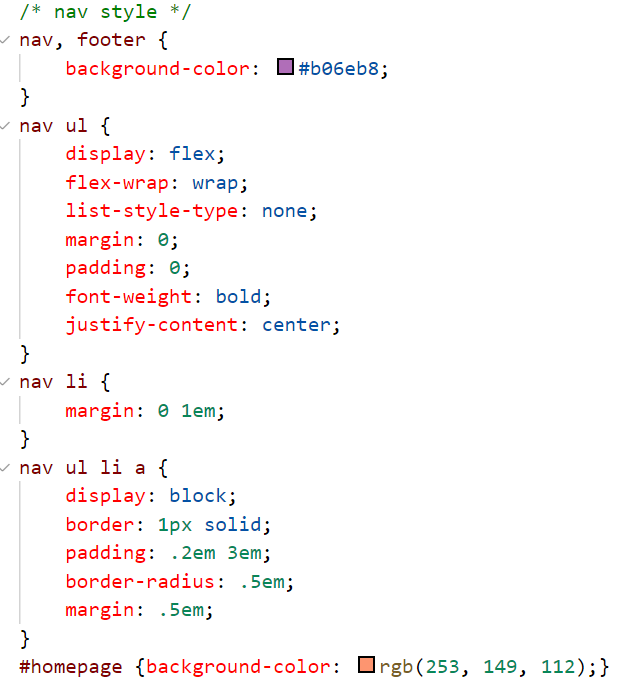 /* nav style */
nav, footer {
    background-color: #b06eb8;
}
nav ul {
    display: flex;
    flex-wrap: wrap;
    list-style-type: none;
    margin: 0;
    padding: 0;
    font-weight: bold;
    justify-content: center;
}
nav li {
    margin: 0 1em;
}
nav ul li a {
    display: block;
    border: 1px solid;
    padding: .2em 3em;
    border-radius: .5em;
    margin: .5em;
}
#homepage {background-color: rgb(253, 149, 112);}